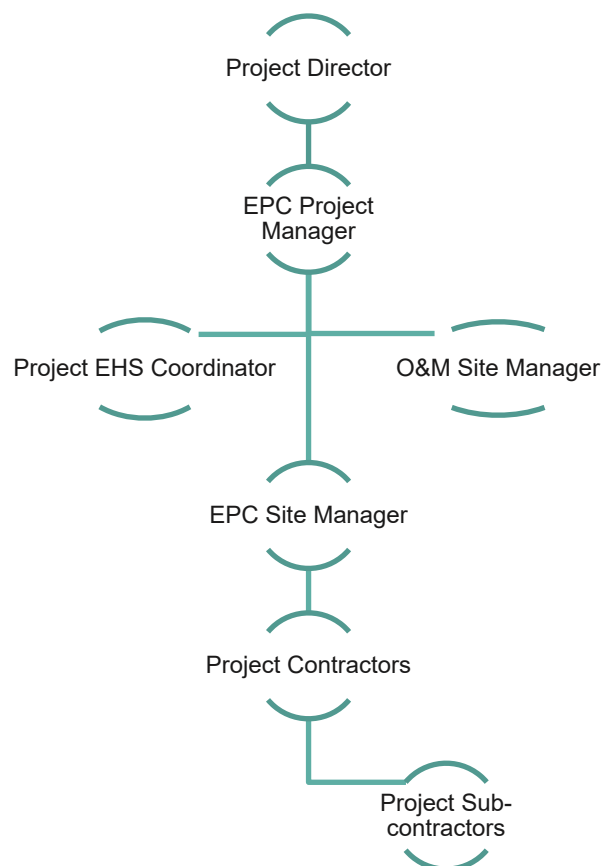 Project Director
EPC Project
Manager
Project EHS Coordinator
O&M Site Manager
EPC Site Manager
Project Contractors
Project Sub-
contractors